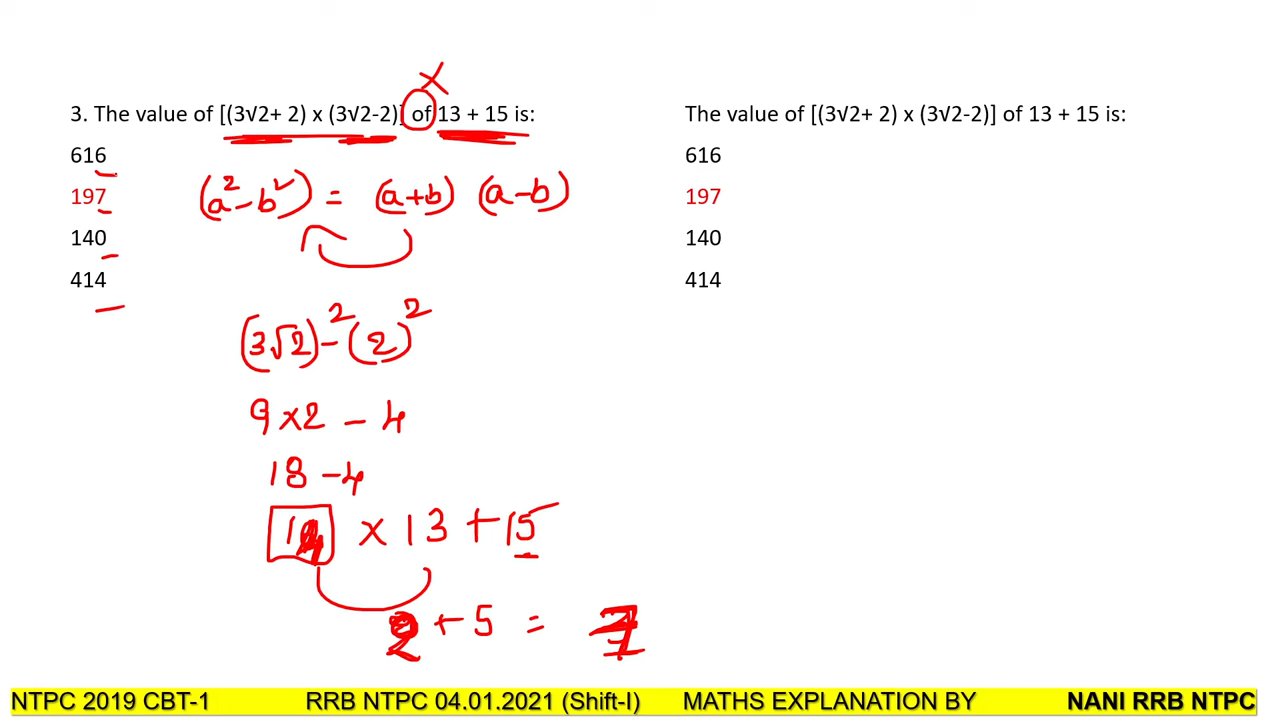 x
3. The value of [(3√2+ 2) x (3√2-2)] of 13 + 15 is:
616
197
140
414
(a²-b²) = (a+b) (a-b)
(3√2)²-(2)²
9×2 - 4
18-4
14 × 13 + 15
2 + 5 = 7
The value of [(3√2+ 2) x (3√2-2)] of 13 + 15 is:
616
197
140
414
NTPC 2019 CBT-1 RRB NTPC 04.01.2021 (Shift-I) MATHS EXPLANATION BY NANI RRB NTPC